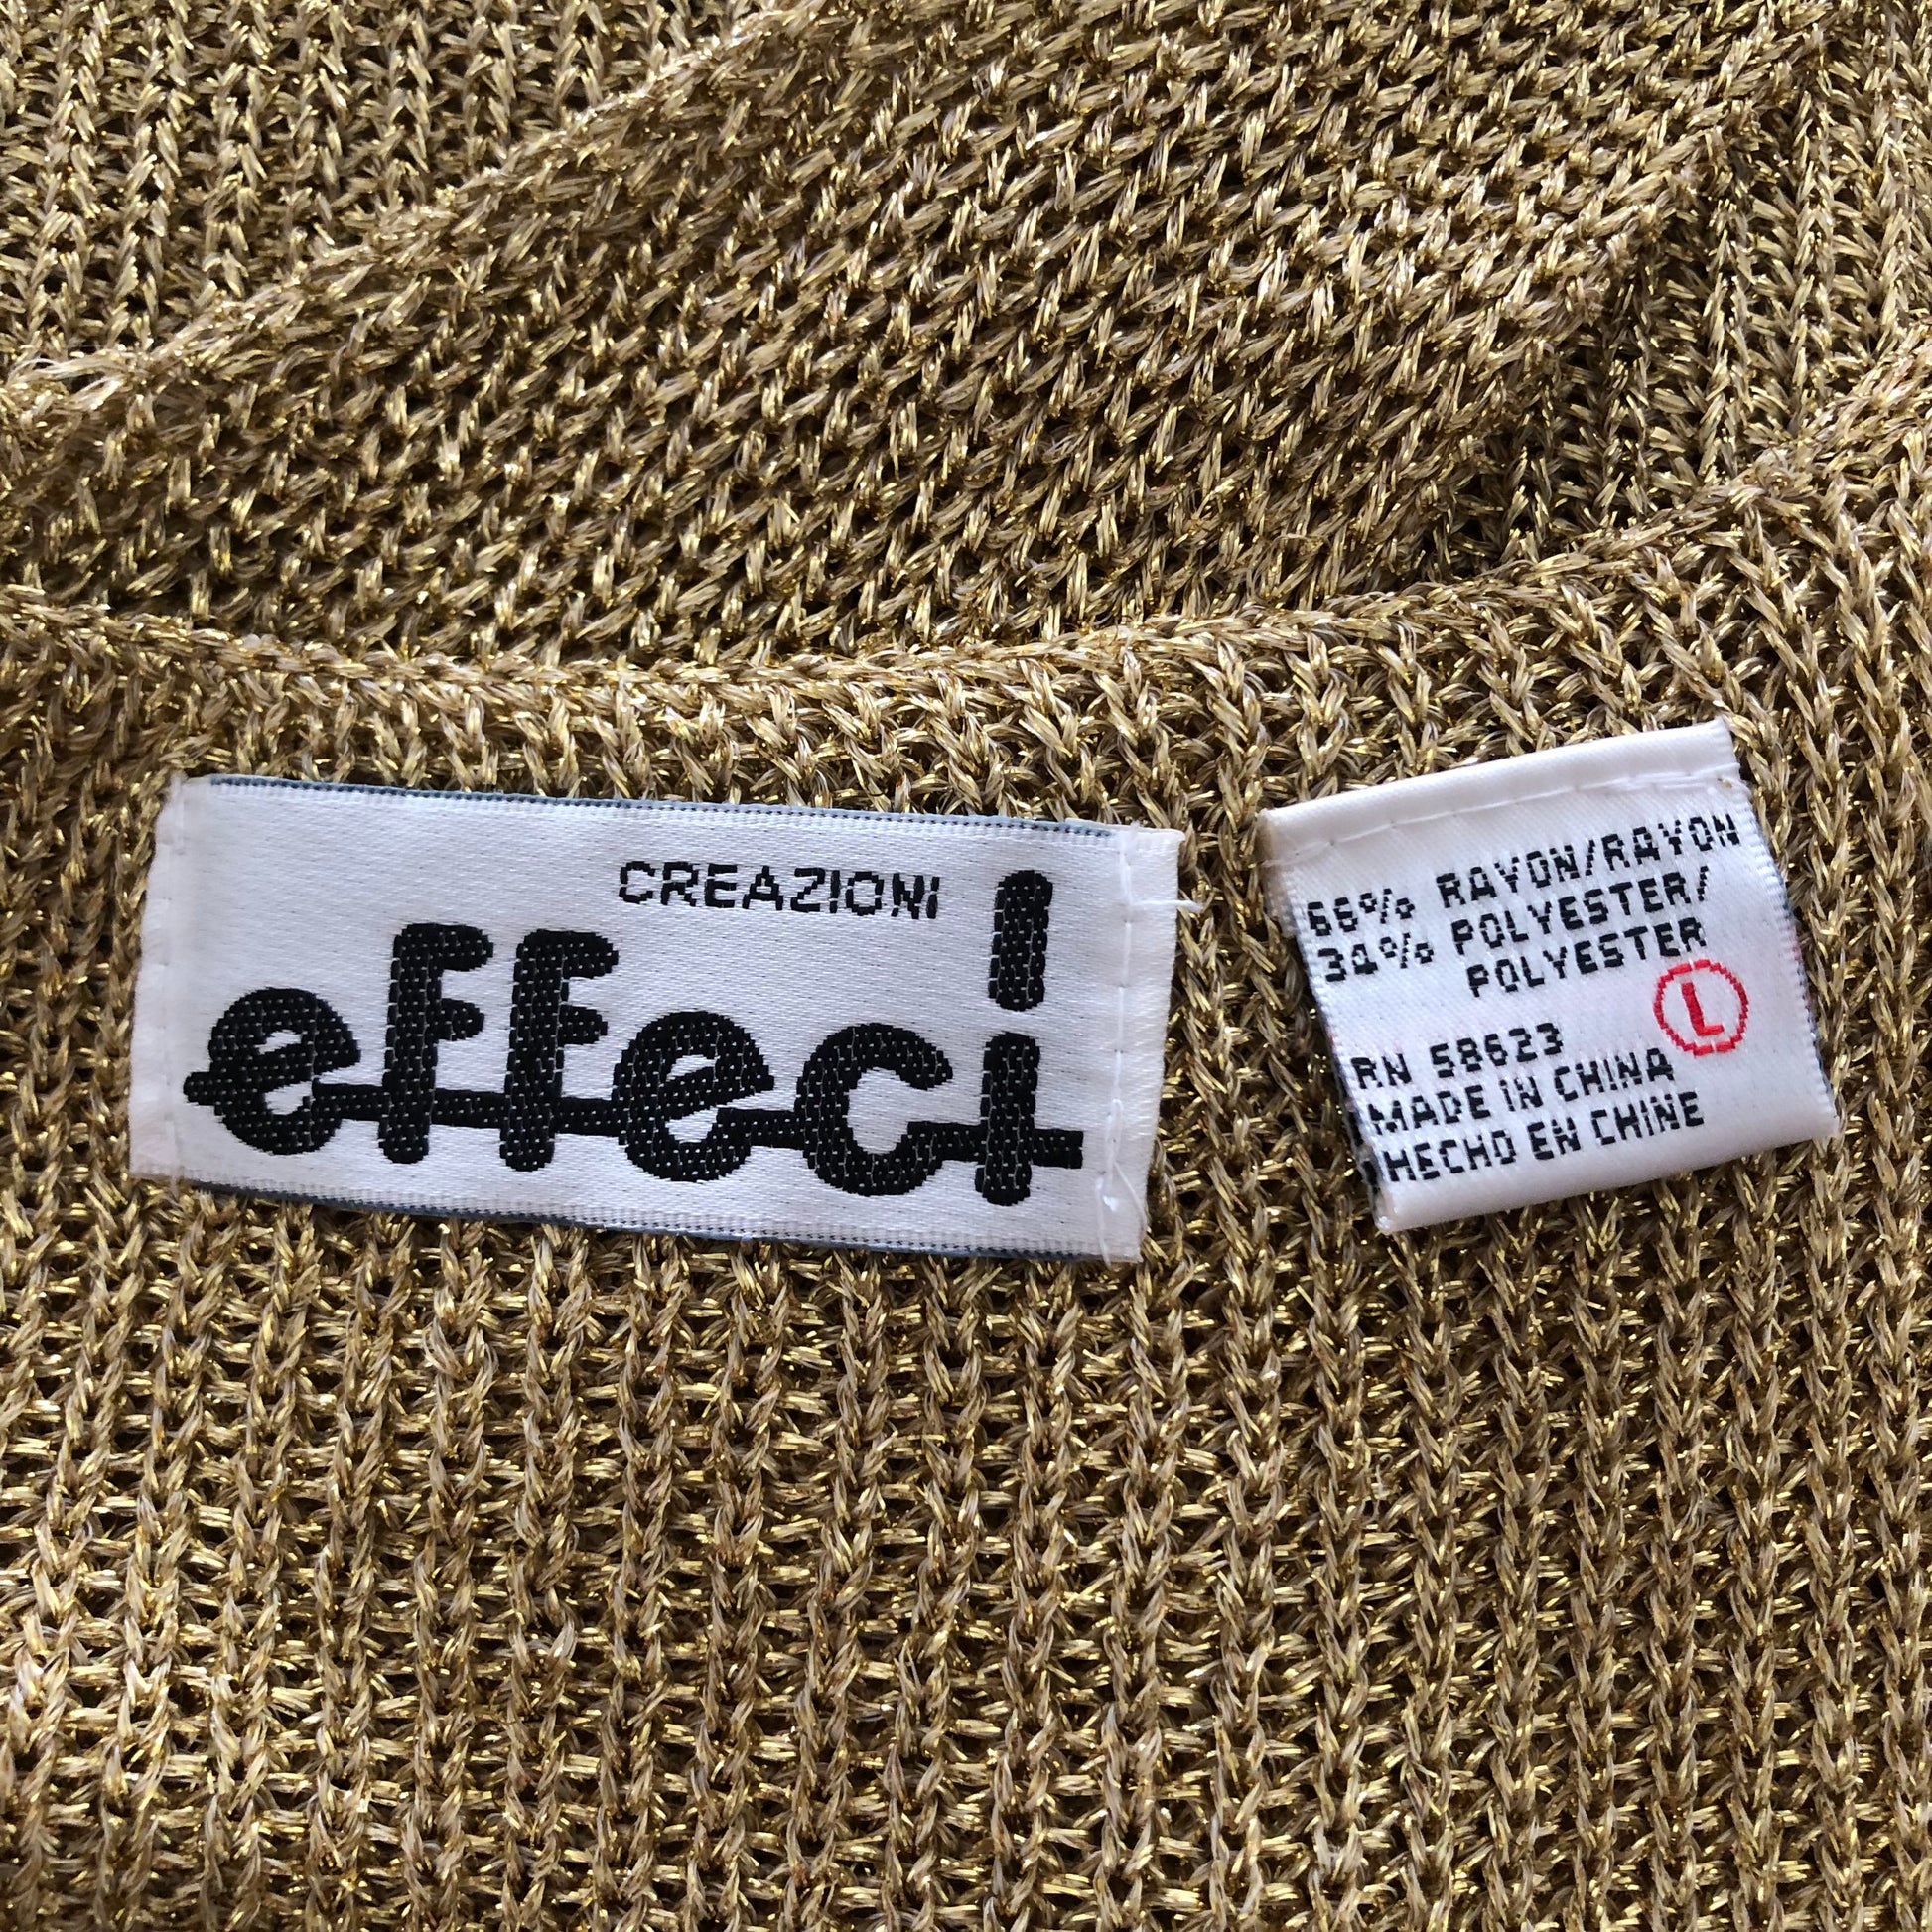 CREAZIONI
effeci
66% RAYON/RAYON
34% POLYESTER/
POLYESTER
L
RN 58623
MADE IN CHINA
HECHO EN CHINE